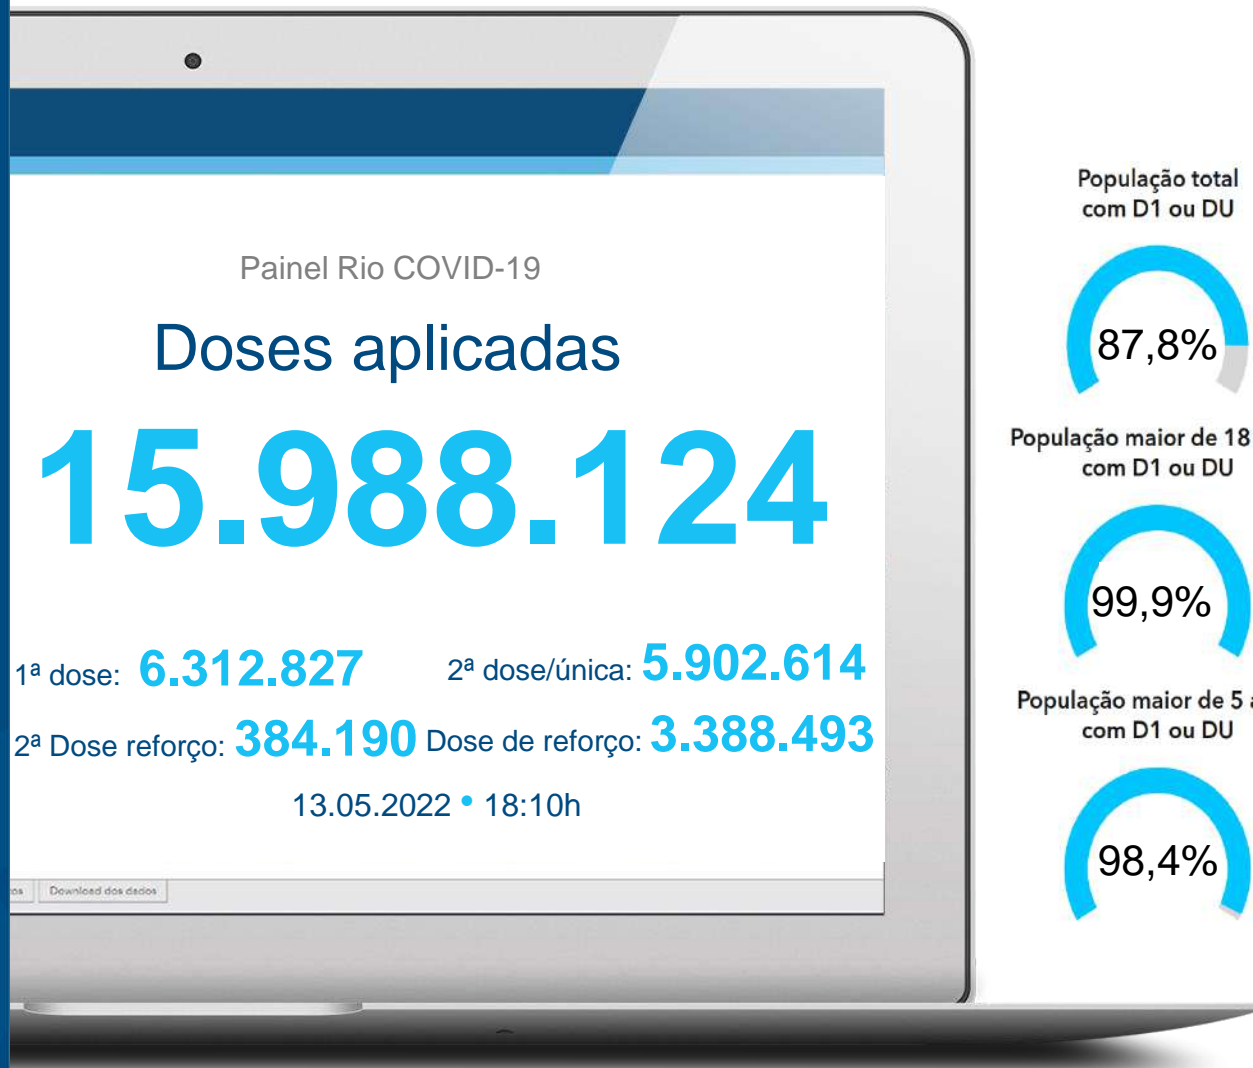 Painel Rio COVID-19
Doses aplicadas
15.988.124
1ª dose: 6.312.827 2ª dose/única: 5.902.614
2ª Dose reforço: 384.190 Dose de reforço: 3.388.493
13.05.2022 • 18:10h
Download dos dados
População total
com D1 ou DU
87,8%
População maior de 18
com D1 ou DU
99,9%
População maior de 5
com D1 ou DU
98,4%